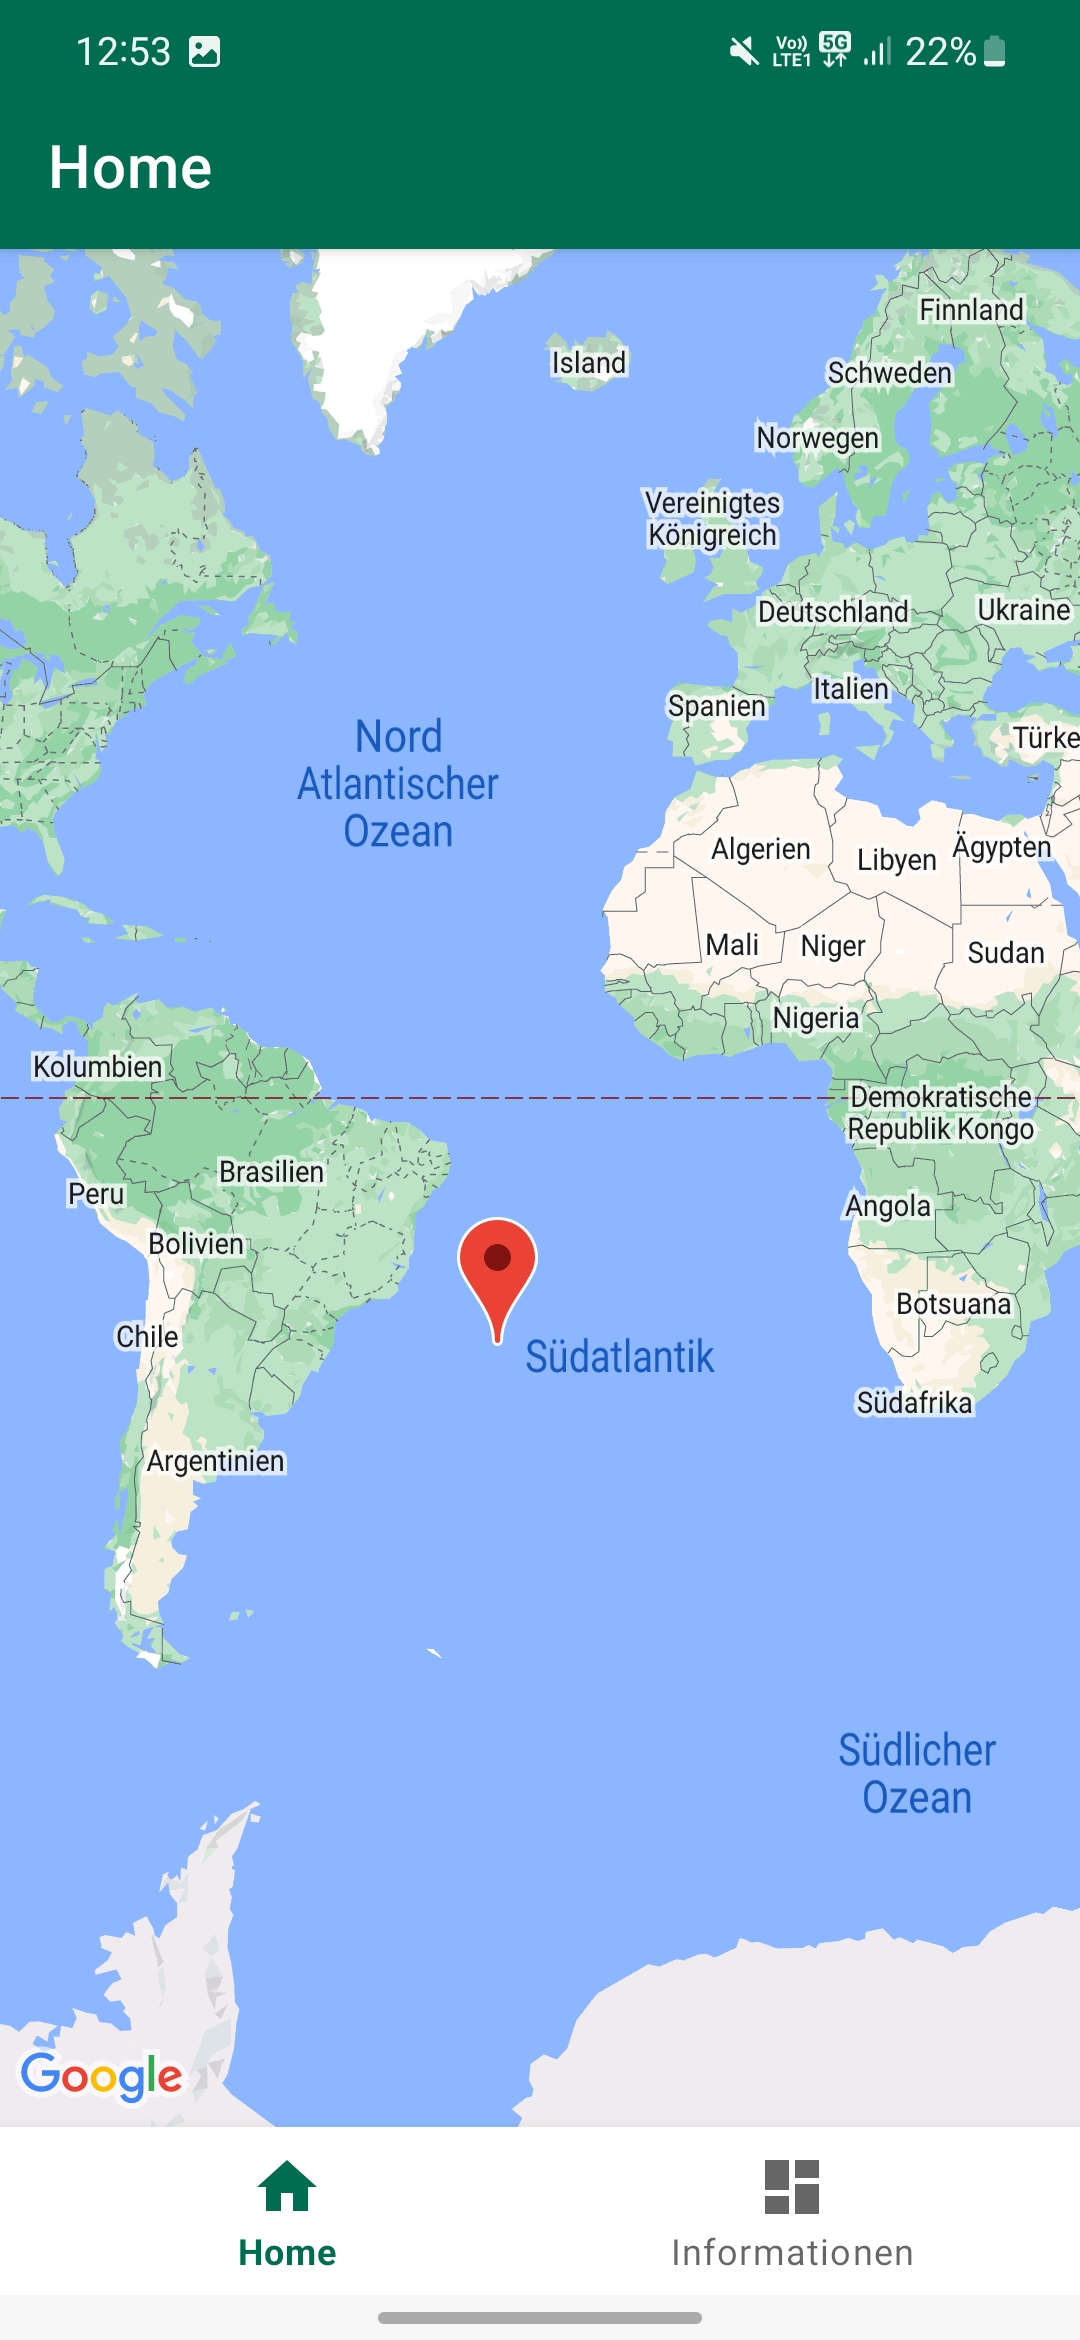 12:53
Vo))
LTE1
5G
22%
Home
Finnland
Island
Schweden
Norwegen
Vereinigtes
Königreich
Deutschland
Ukraine
Italien
Spanien
Türke
Nord
Atlantischer
Ozean
Algerien
Libyen
Ägypten
Mali
Niger
Sudan
Nigeria
Kolumbien
Demokratische
Republik Kongo
Brasilien
Peru
Angola
Bolivien
Botsuana
Chile
Südatlantik
Südafrika
Argentinien
Südlicher
Ozean
Google
Home
Informationen